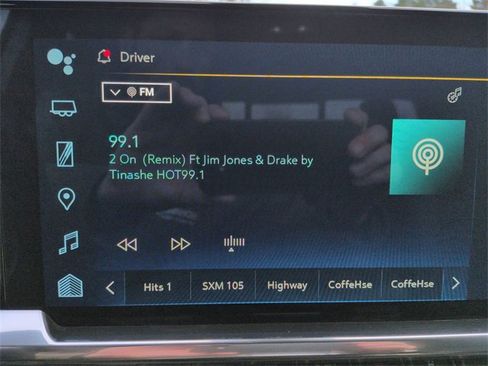 Driver
FM
99.1
2 On (Remix) Ft Jim Jones & Drake by
Tinashe HOT99.1
Hits 1
SXM 105
Highway
CoffeHse
CoffeHse